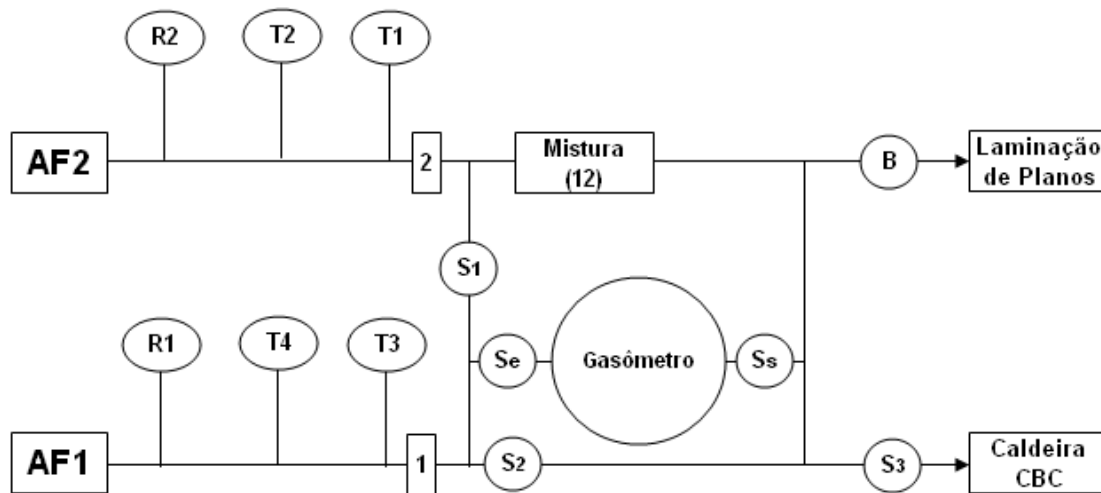 R2
T2
T1
AF2
2
Mistura
(12)
B
Laminação
de Planos
S1
R1
T4
T3
Se
Gasômetro
Ss
AF1
1
S2
S3
Caldeira
CBC